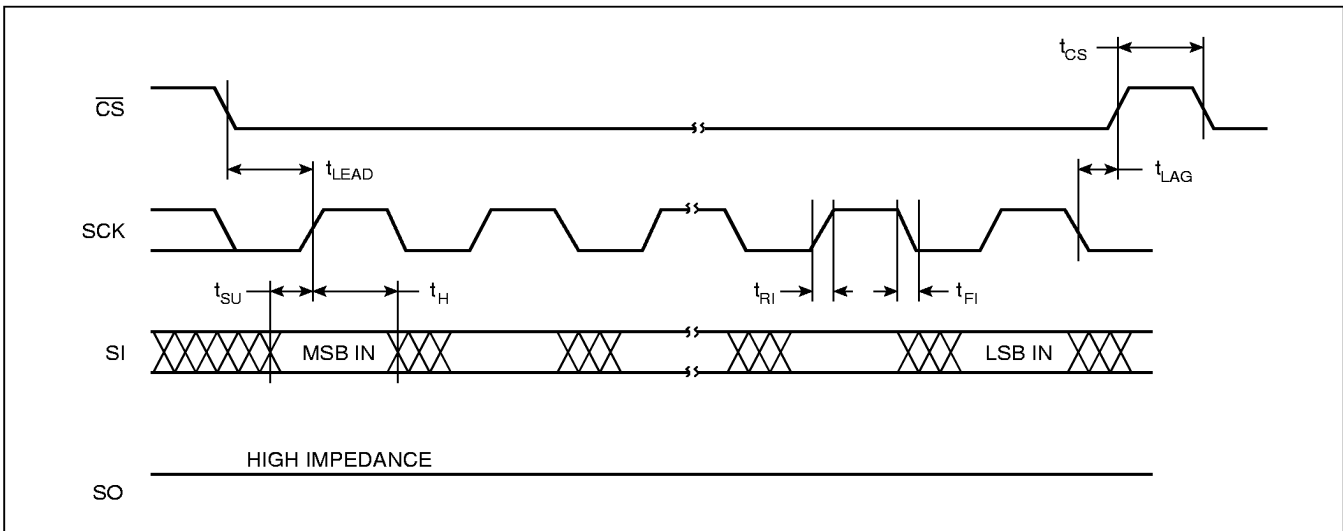 tCS
CS
tLEAD
tLAG
SCK
tSU
tH
tRI
tFI
SI
MSB IN
LSB IN
HIGH IMPEDANCE
SO